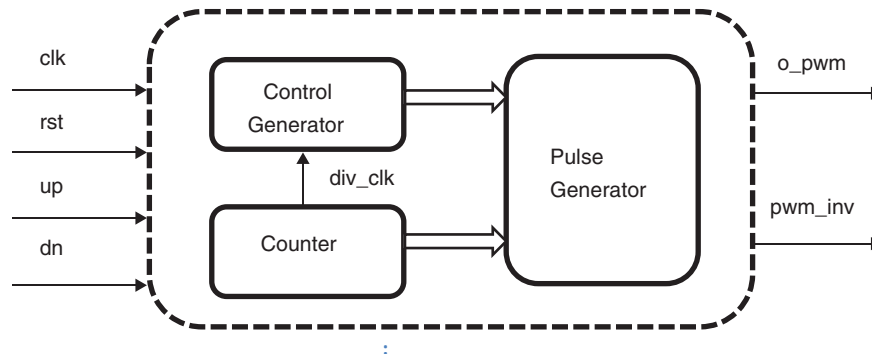 clk
rst
up
dn
Control
Generator
div_clk
Counter
Pulse
Generator
o_pwm
pwm_inv